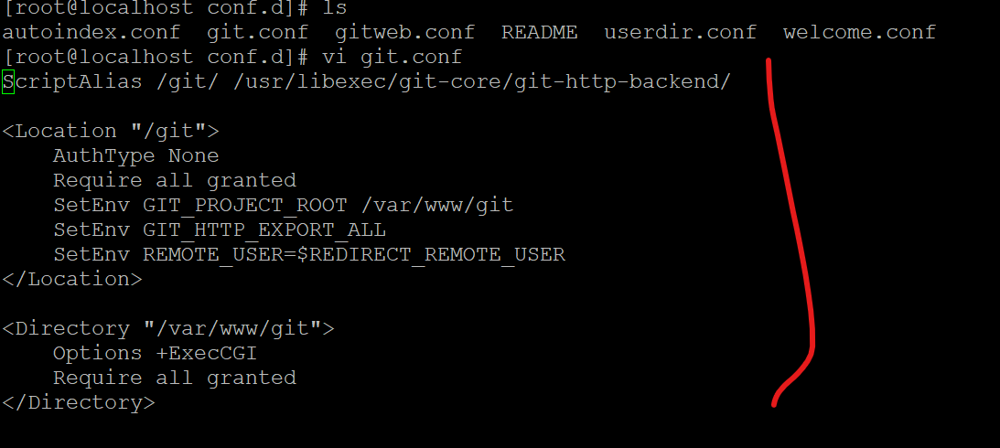 [root@localhost conf.d]# ls
autoindex.conf  git.conf  gitweb.conf  README  userdir.conf  welcome.conf
[root@localhost conf.d]# vi git.conf
ScriptAlias /git/ /usr/libexec/git-core/git-http-backend/
<Location "/git">
    AuthType None
    Require all granted
    SetEnv GIT_PROJECT_ROOT /var/www/git
    SetEnv GIT_HTTP_EXPORT_ALL
    SetEnv REMOTE_USER=$REDIRECT_REMOTE_USER
</Location>
<Directory "/var/www/git">
    Options +ExecCGI
    Require all granted
</Directory>